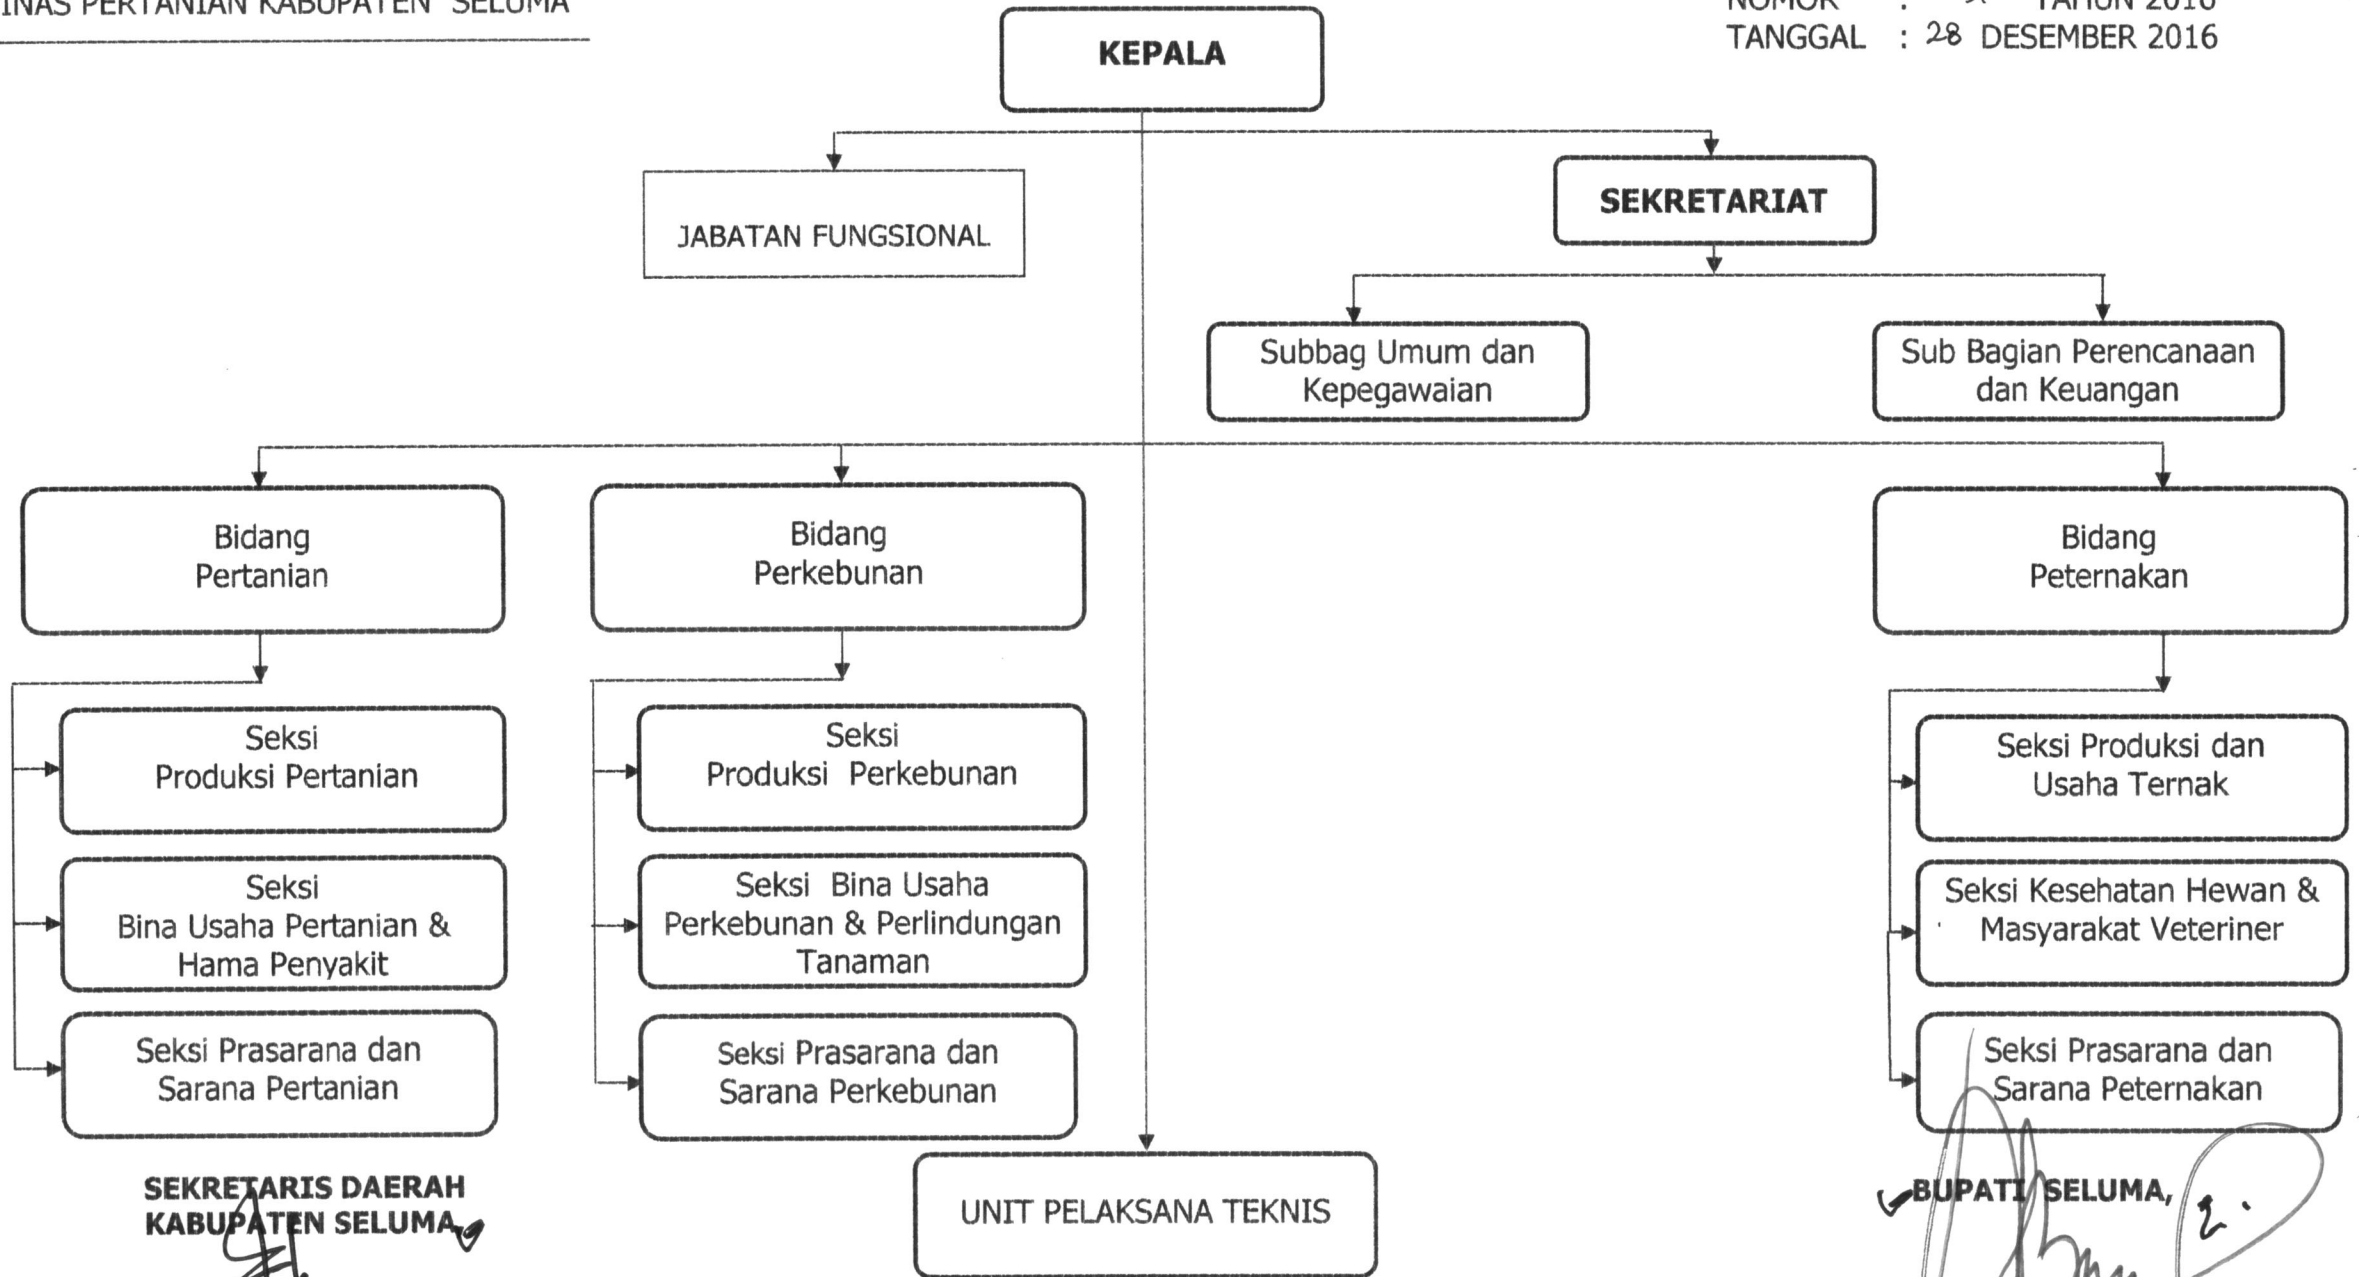 PERTANIAN KABUPATEN SELUMA
NOMOR : TAHUN 2016
TANGGAL : 28 DESEMBER 2016
KEPALA
JABATAN FUNGSIONAL
SEKRETARIAT
Subbag Umum dan
Kepegawaian
Sub Bagian Perencanaan
dan Keuangan
Bidang
Pertanian
Bidang
Perkebunan
Bidang
Peternakan
Seksi
Produksi Pertanian
Seksi
Bina Usaha Pertanian &
Hama Penyakit
Seksi Prasarana dan
Sarana Pertanian
Seksi
Produksi Perkebunan
Seksi Bina Usaha
Perkebunan & Perlindungan
Tanaman
Seksi Prasarana dan
Sarana Perkebunan
Seksi Produksi dan
Usaha Ternak
Seksi Kesehatan Hewan &
Masyarakat Veteriner
Seksi Prasarana dan
Sarana Peternakan
UNIT PELAKSANA TEKNIS
SEKRETARIS DAERAH
KABUPATEN SELUMA
BUPATI SELUMA,